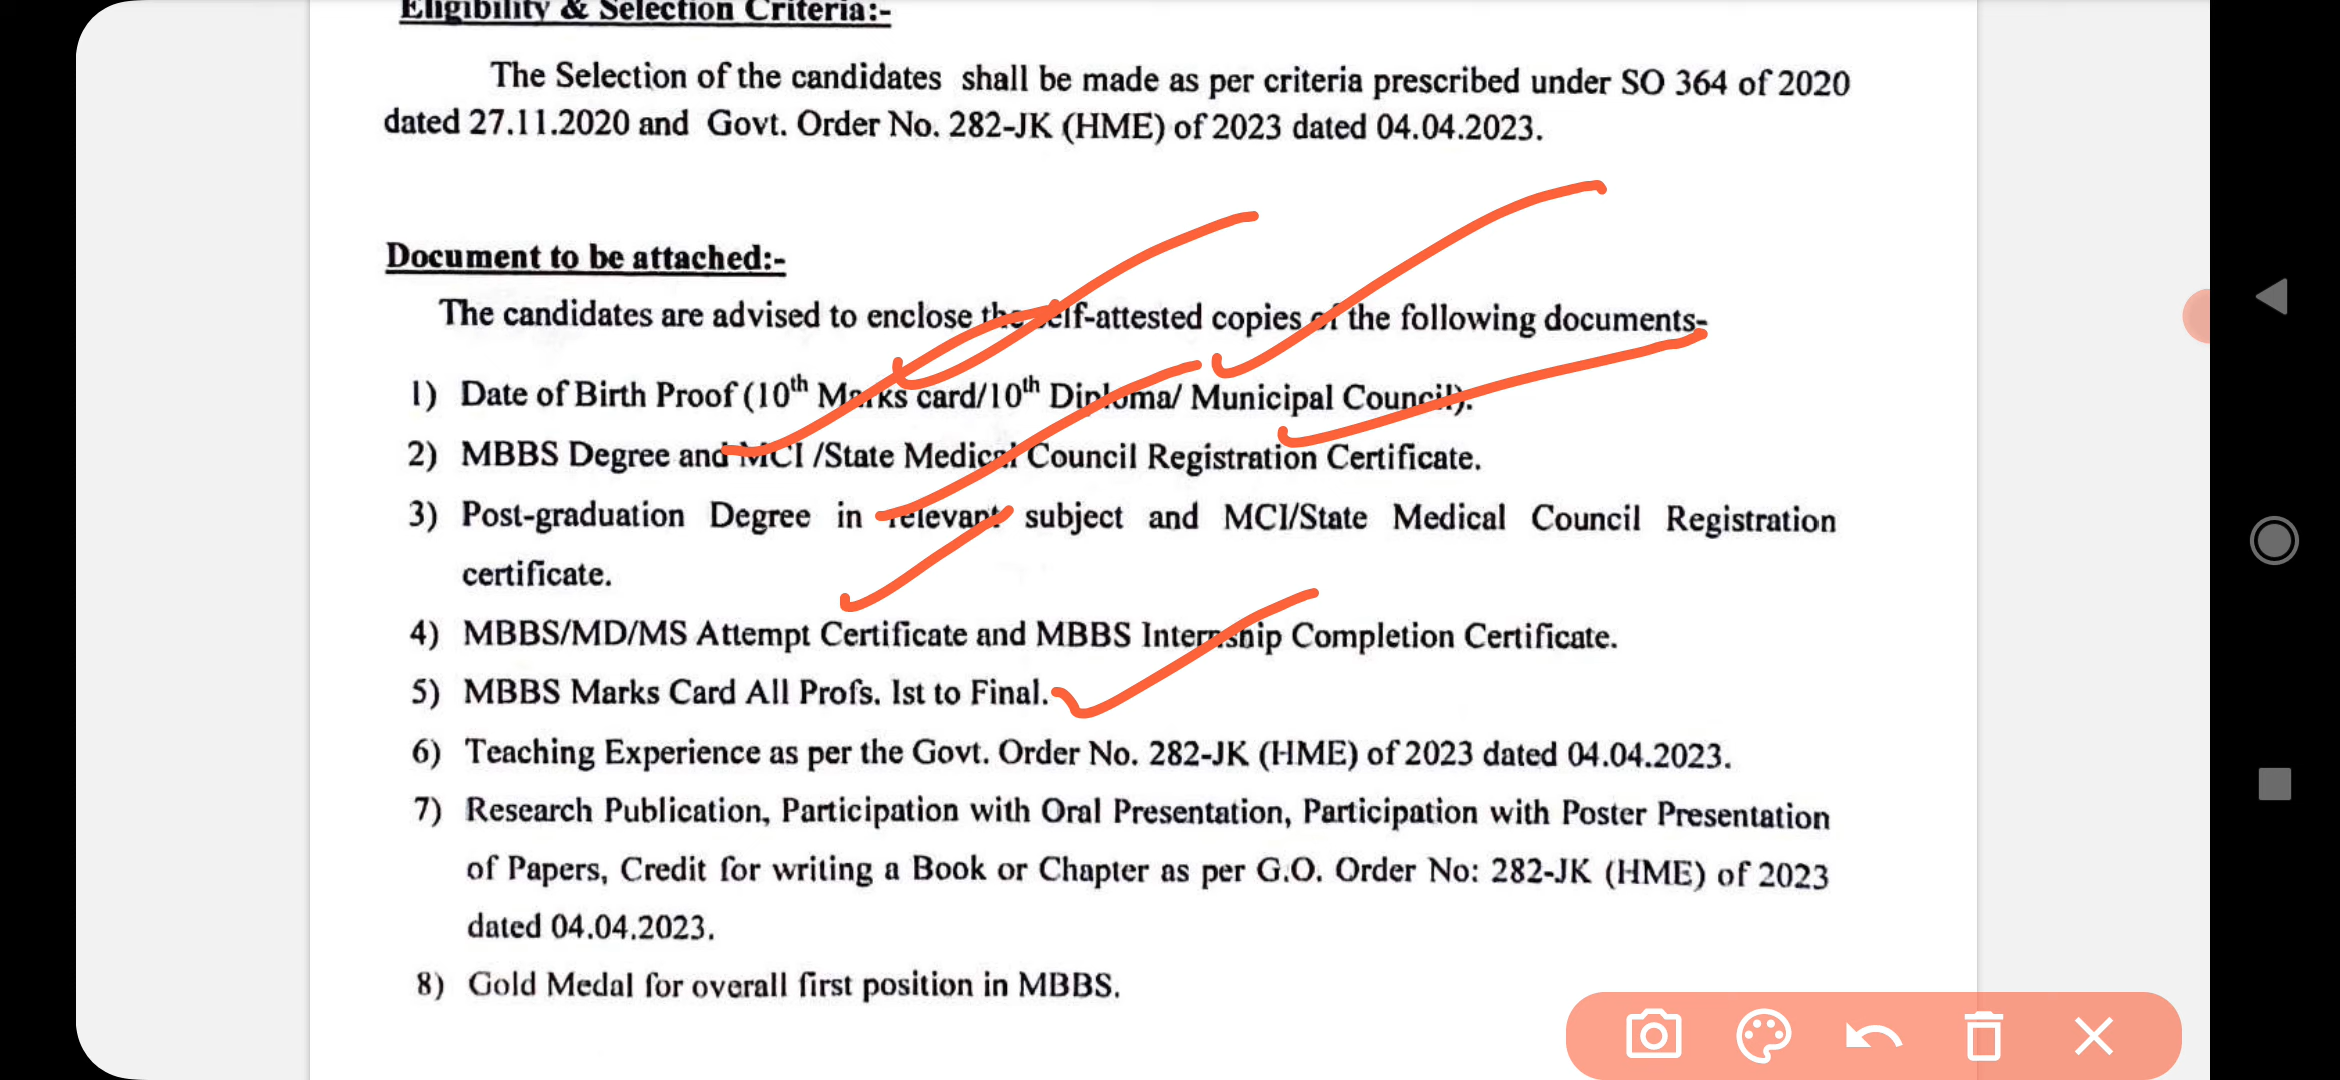 Eligibility & Selection Criteria:-
The Selection of the candidates shall be made as per criteria prescribed under SO 364 of 2020
dated 27.11.2020 and Govt. Order No. 282-JK (HME) of 2023 dated 04.04.2023.
Document to be attached:-
The candidates are advised to enclose the self-attested copies of the following documents-
1) Date of Birth Proof (10th Marks card/10th Diploma/ Municipal Council).
2) MBBS Degree and MCI /State Medical Council Registration Certificate.
3) Post-graduation Degree in relevant subject and MCI/State Medical Council Registration
certificate.
4) MBBS/MD/MS Attempt Certificate and MBBS Internship Completion Certificate.
5) MBBS Marks Card All Profs. Ist to Final.
6) Teaching Experience as per the Govt. Order No. 282-JK (HME) of 2023 dated 04.04.2023.
7) Research Publication, Participation with Oral Presentation, Participation with Poster Presentation
of Papers, Credit for writing a Book or Chapter as per G.O. Order No: 282-JK (HME) of 2023
dated 04.04.2023.
8) Gold Medal for overall first position in MBBS.